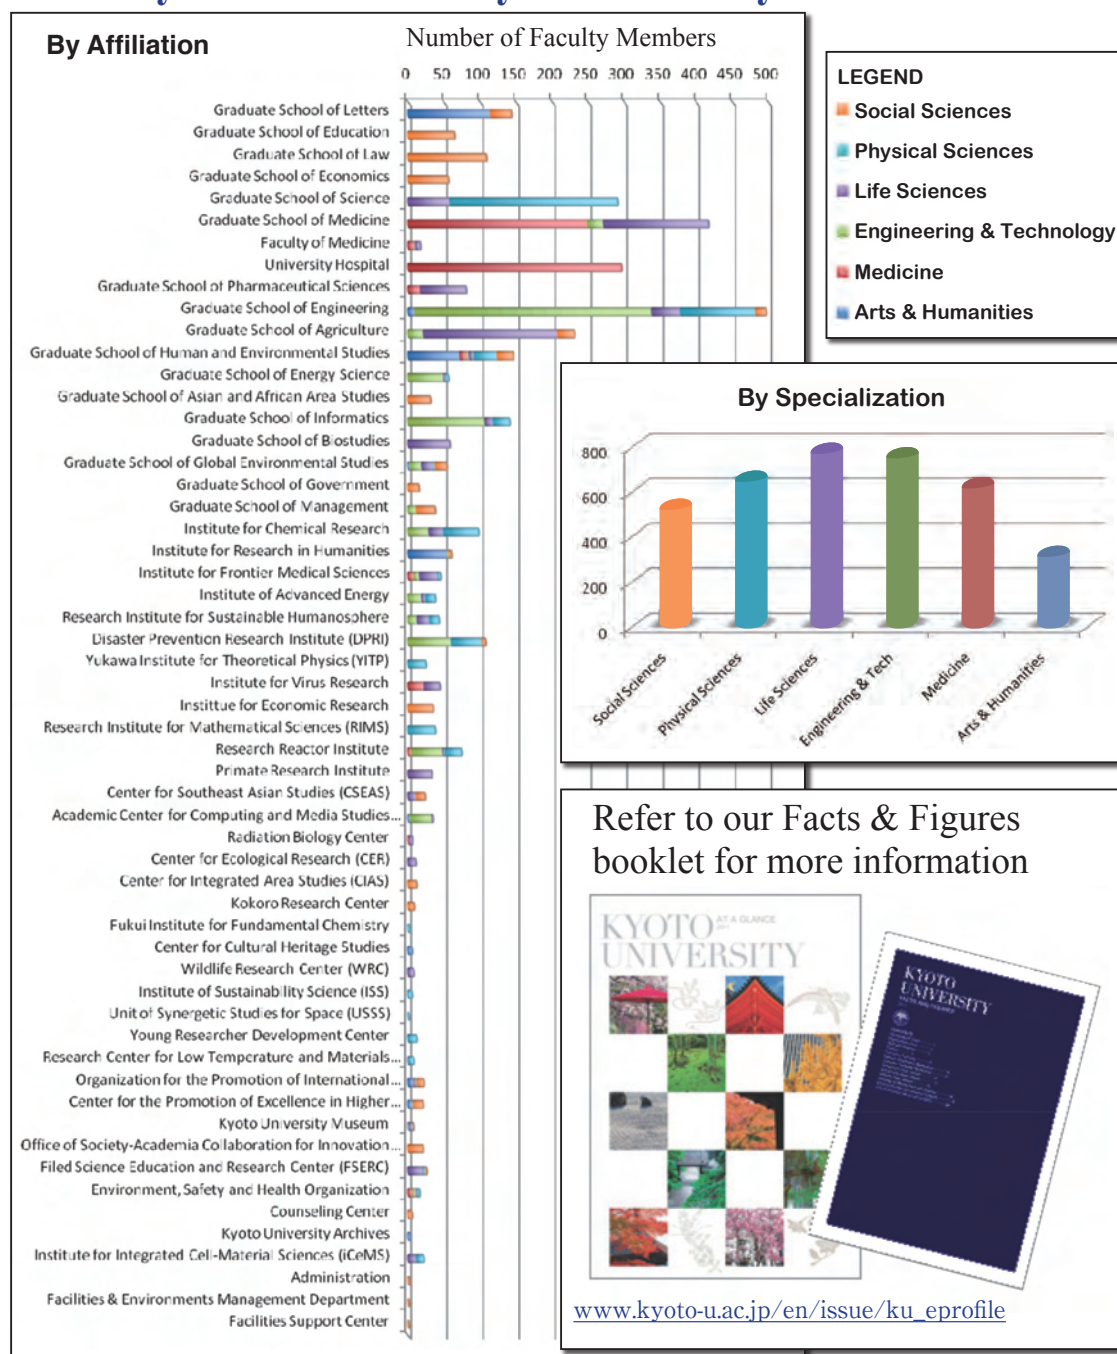 By Affiliation
Number of Faculty Members
0 50 100 150 200 250 300 350 400 450 500
Graduate School of Letters
Graduate School of Education
Graduate School of Law
Graduate School of Economics
Graduate School of Science
Graduate School of Medicine
Faculty of Medicine
University Hospital
Graduate School of Pharmaceutical Sciences
Graduate School of Engineering
Graduate School of Agriculture
Graduate School of Human and Environmental Studies
Graduate School of Energy Science
Graduate School of Asian and African Area Studies
Graduate School of Informatics
Graduate School of Biostudies
Graduate School of Global Environmental Studies
Graduate School of Government
Graduate School of Management
Institute for Chemical Research
Institute for Research in Humanities
Institute for Frontier Medical Sciences
Institute of Advanced Energy
Research Institute for Sustainable Humanosphere
Disaster Prevention Research Institute (DPRI)
Yukawa Institute for Theoretical Physics (YITP)
Institute for Virus Research
Instittue for Economic Research
Research Institute for Mathematical Sciences (RIMS)
Research Reactor Institute
Primate Research Institute
Center for Southeast Asian Studies (CSEAS)
Academic Center for Computing and Media Studies...
Radiation Biology Center
Center for Ecological Research (CER)
Center for Integrated Area Studies (CIAS)
Kokoro Research Center
Fukui Institute for Fundamental Chemistry
Center for Cultural Heritage Studies
Wildlife Research Center (WRC)
Institute of Sustainability Science (ISS)
Unit of Synergetic Studies for Space (USSS)
Young Researcher Development Center
Research Center for Low Temperature and Materials...
Organization for the Promotion of International...
Center for the Promotion of Excellence in Higher...
Kyoto University Museum
Office of Society-Academia Collaboration for Innovation...
Filed Science Education and Research Center (FSERC)
Environment, Safety and Health Organization
Counseling Center
Kyoto University Archives
Institute for Integrated Cell-Material Sciences (iCeMS)
Administration
Facilities & Environments Management Department
Facilities Support Center
LEGEND
Social Sciences
Physical Sciences
Life Sciences
Engineering & Technology
Medicine
Arts & Humanities
By Specialization
800
600
400
200
0
Social Sciences
Physical Sciences
Life Sciences
Engineering & Tech
Medicine
Arts & Humanities
Refer to our Facts & Figures
booklet for more information
KYOTO AT A GLANCE
UNIVERSITY
KYOTO
UNIVERSITY
www.kyoto-u.ac.jp/en/issue/ku_eprofile